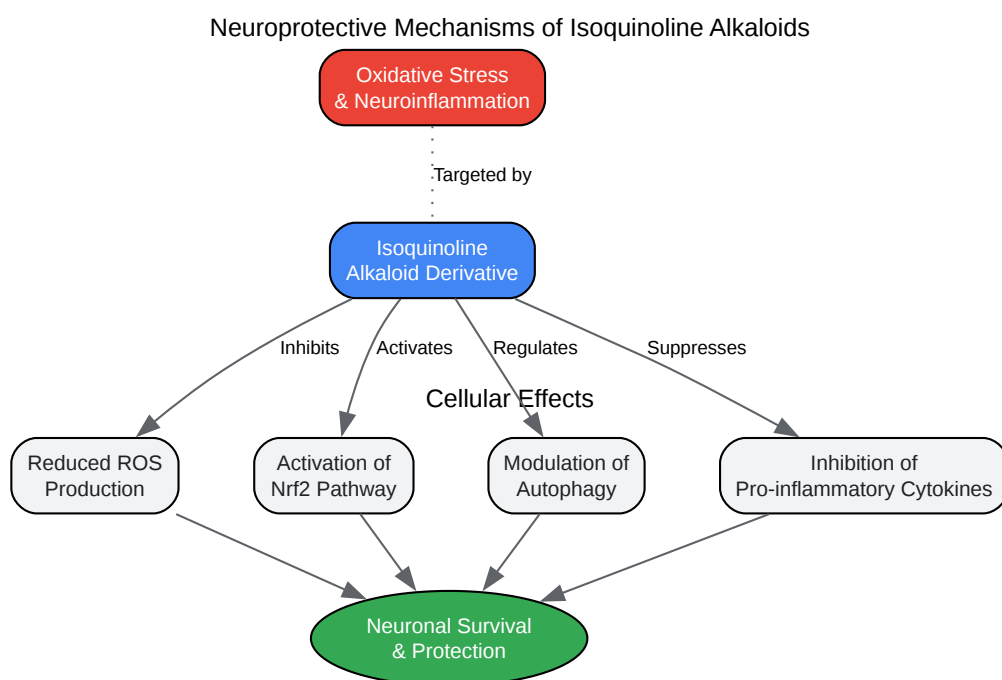 Neuroprotective Mechanisms of Isoquinoline Alkaloids
Oxidative Stress
& Neuroinflammation
Targeted by
Isoquinoline
Alkaloid Derivative
Inhibits
Activates
Regulates
Suppresses
Cellular Effects
Reduced ROS
Production
Activation of
Nrf2 Pathway
Modulation of
Autophagy
Inhibition of
Pro-inflammatory Cytokines
Neuronal Survival
& Protection